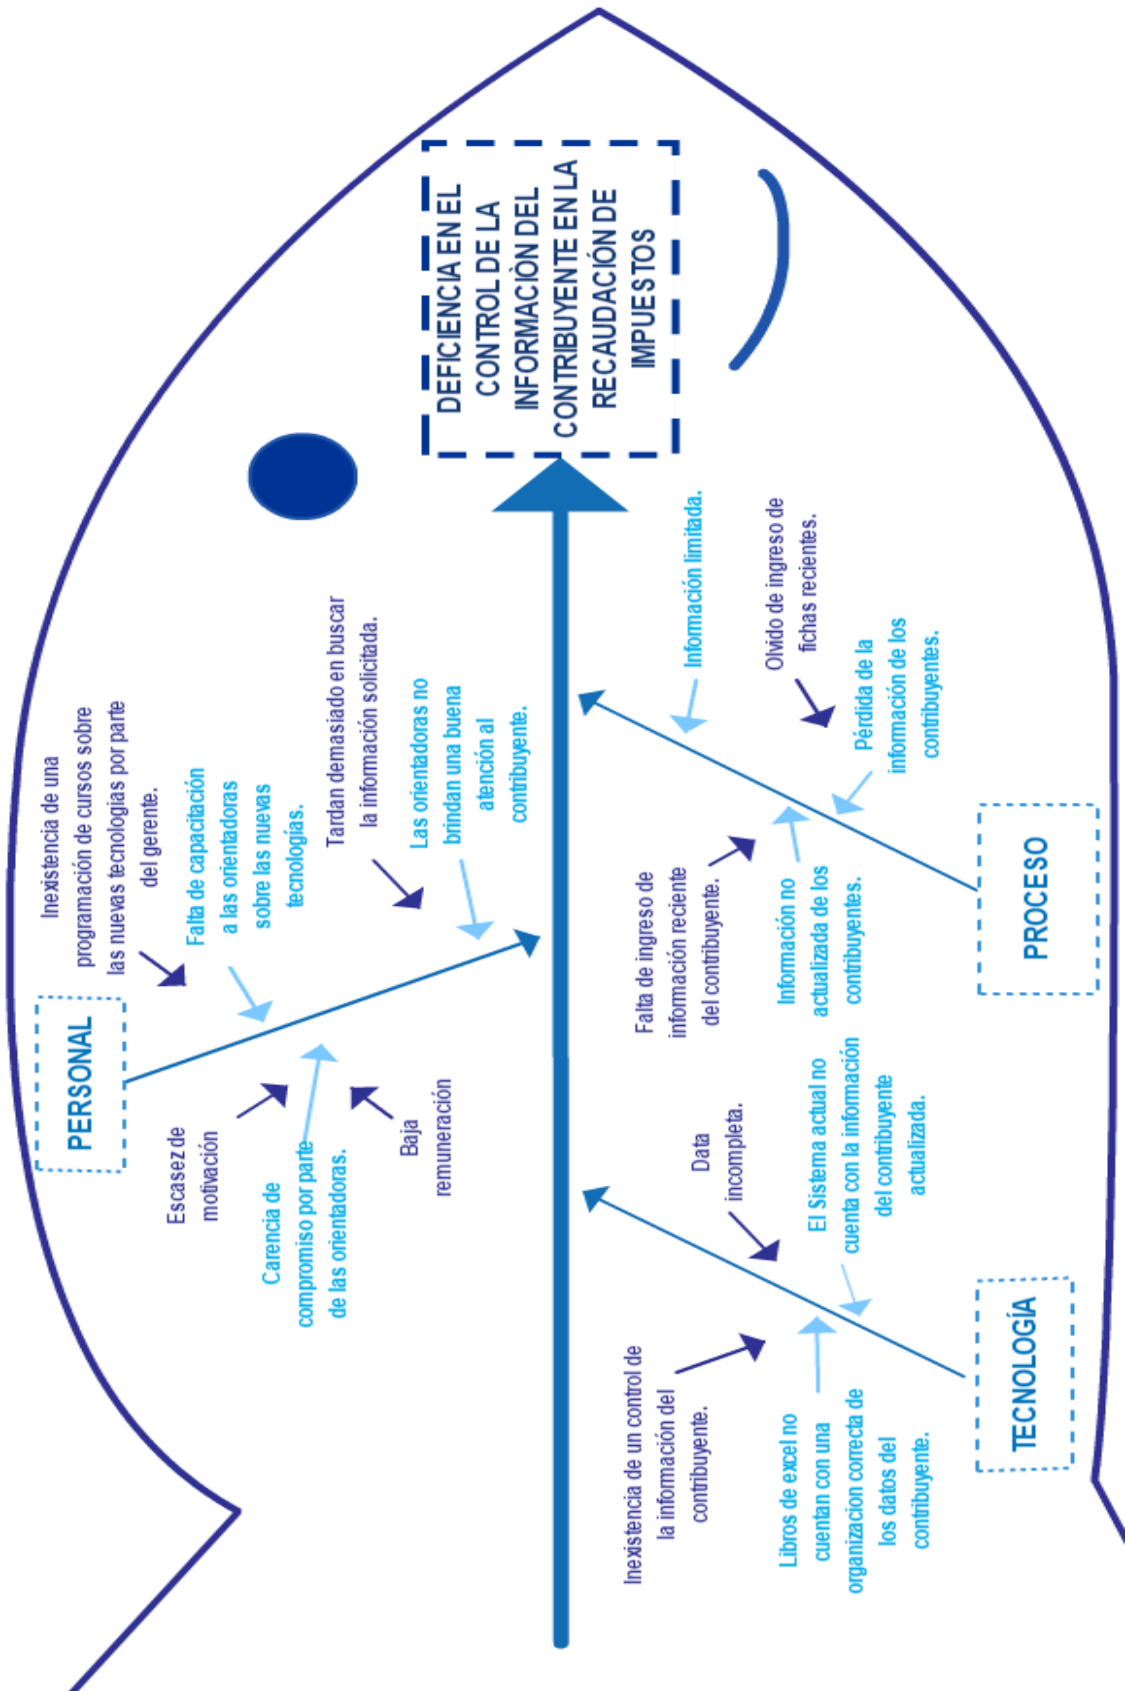 PERSONAL
Inexistencia de una
programación de cursos sobre
las nuevas tecnologías por parte
del gerente.
Falta de capacitación
a las orientadoras
sobre las nuevas
tecnologías.
Escasez de
motivación
Carencia de
compromiso por parte
de las orientadoras.
Baja
remuneración
Tardan demasiado en buscar
la información solicitada.
Las orientadoras no
brindan una buena
atención al
contribuyente.
DEFICIENCIA EN EL
CONTROL DE LA
INFORMACIÒN DEL
CONTRIBUYENTE EN LA
RECAUDACIÓN DE
IMPUESTOS
Inexistencia de un control de
la información del
contribuyente.
Libros de excel no
cuentan con una
organizacion correcta de
los datos del
contribuyente.
Data
incompleta.
El Sistema actual no
cuenta con la información
del contribuyente
actualizada.
TECNOLOGÍA
Falta de ingreso de
información reciente
del contribuyente.
Información no
actualizada de los
contribuyentes.
Información limitada.
Olvido de ingreso de
fichas recientes.
Pérdida de la
información de los
contribuyentes.
PROCESO